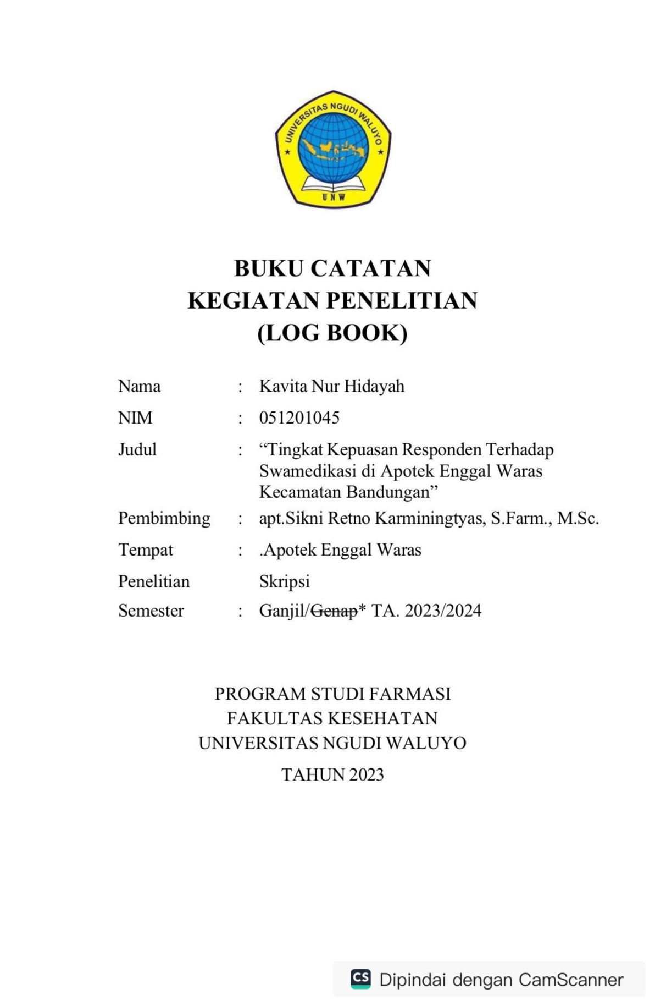 UNIVERSITAS NGUDI WALUYO
UNW
BUKU CATATAN
KEGIATAN PENELITIAN
(LOG BOOK)
Nama : Kavita Nur Hidayah
NIM : 051201045
Judul : “Tingkat Kepuasan Responden Terhadap
Swamedikasi di Apotek Enggal Waras
Kecamatan Bandungan”
Pembimbing : apt.Sikni Retno Karminingtyas, S.Farm., M.Sc.
Tempat : .Apotek Enggal Waras
Penelitian Skripsi
Semester : Ganjil/Genap* TA. 2023/2024
PROGRAM STUDI FARMASI
FAKULTAS KESEHATAN
UNIVERSITAS NGUDI WALUYO
TAHUN 2023
CS Dipindai dengan CamScanner